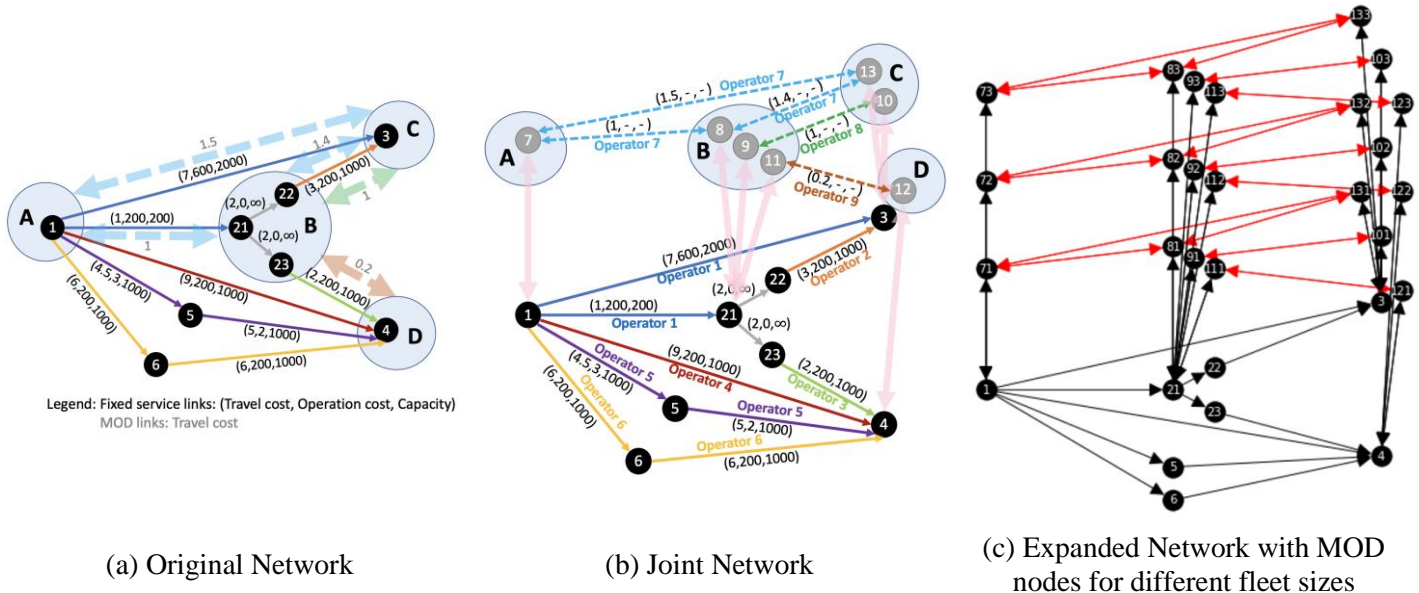 1.5
1.4
C
3
(7,600,2000)
(3,200,1000)
22
1
A
1
(1,200,200)
(2,0,∞)
21
B
1
(2,0,∞)
23
0.2
(2,200,1000)
(9,200,1000)
(4.5,3,1000)
(6,200,1000)
5
(5,2,1000)
4
D
6
(6,200,1000)
Legend: Fixed service links: (Travel cost, Operation cost, Capacity)
MOD links: Travel cost
(a) Original Network
13
C
Operator 7
(1.5, -, -)
10
(1.4, -, -)
Operator 7
7
(1, -, -)
8
Operator 7
(1, -, -)
Operator 8
A
B
9
11
D
(0.2, -, -)
12
Operator 9
3
(7,600,2000)
Operator 1
(3,200,1000)
Operator 2
22
(2,0,∞)
1
(1,200,200)
21
Operator 1
(2,0,∞)
23
(9,200,1000)
Operator 4
(2,200,1000)
Operator 3
Operator 5
(4.5,3,1000)
Operator 6
(6,200,1000)
5
Operator 5
(5,2,1000)
4
Operator 6
6
(6,200,1000)
(b) Joint Network
133
103
83
93
73
113
132
123
102
82
92
72
112
131
122
101
81
91
71
111
121
3
22
1
21
23
4
5
6
(c) Expanded Network with MOD
nodes for different fleet sizes